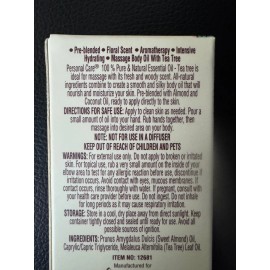 • Pre-blended • Floral Scent • Aromatherapy • Intensive
Hydrating • Massage Body Oil With Tea Tree
Personal Care™ 100 % Pure & Natural Essential Oil - Tea tree
is ideal for massage with its fresh and woody scent. All-natural
ingredients combine to create a smooth and silky body oil that will
nourish and moisturize your skin. Pre-blended with Almond and
Coconut Oil, ready to apply directly to the skin.
DIRECTIONS FOR SAFE USE: Apply to clean skin as needed. Pour a
small amount of oil into your hands. Rub hands together, then
massage into the body.
NOTE: NOT FOR USE IN A DIFFUSER
KEEP OUT OF REACH OF CHILDREN AND PETS
WARNINGS: For external use only. Do not apply to broken or irritated
skin. For topical use, rub a very small amount on the inside of your
elbow area to test for any allergic reaction before use, discontinue if
irritation occurs. Avoid contact with eyes, mucous membranes. If
contact occurs, rinse thoroughly with water. If pregnant, consult with
your health care provider before use. Do not ingest. Do not inhale
for long periods as it may cause irritation.
STORAGE: Store in a cool, dry place away from direct sunlight.
Keep container tightly closed and sealed until ready to use. Avoid
all possible sources of ignition.
INGREDIENTS: Prunus Amygdalus Dulcis (Sweet Almond) Oil,
Caprylic/Capric Triglyceride, Melaleuca Alternifolia (Tea Tree) Leaf Oil.
ITEM NO: 12681
Manufactured for